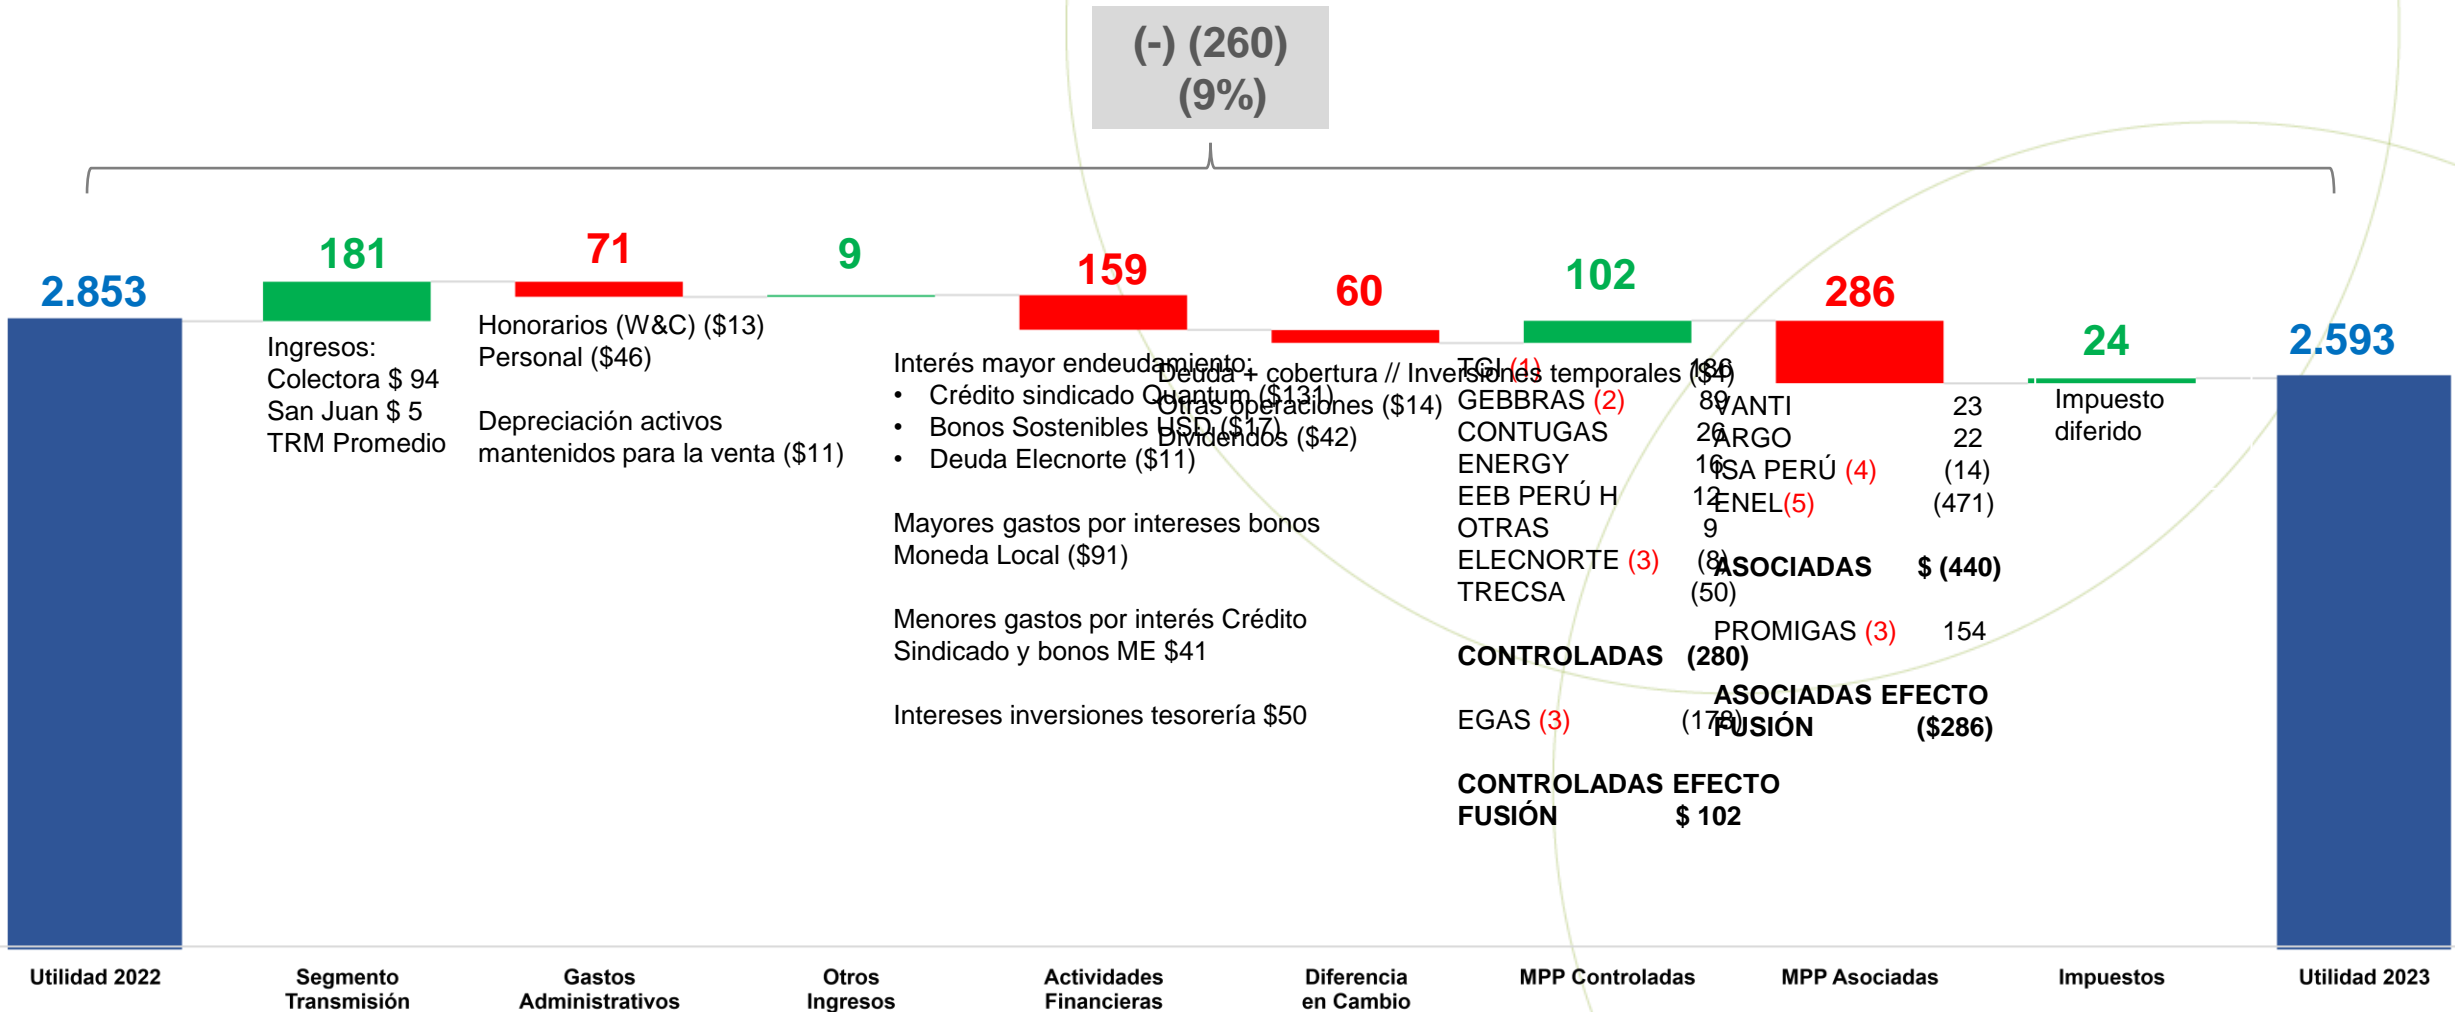 (-) (260)
(9%)
2.853
181
71
9
159
60
102
286
24
2.593
Ingresos:
Colectora $ 94
San Juan $ 5
TRM Promedio
Honorarios (W&C) ($13)
Personal ($46)
Depreciación activos
mantenidos para la venta ($11)
Interés mayor endeudamiento:
• Crédito sindicado Quantum ($131)
• Bonos Sostenibles USD ($17)
• Deuda Elecnorte ($11)
Mayores gastos por intereses bonos
Moneda Local ($91)
Menores gastos por interés Crédito
Sindicado y bonos ME $41
Intereses inversiones tesorería $50
Deuda + cobertura // Inversiones temporales ($4)
Otras operaciones ($14)
Dividendos ($42)
TGI (1) 186
GEBBRAS (2) 89
CONTUGAS 26
ENERGY 16
EEB PERÚ H 12
OTRAS 9
ELECNORTE (3) (8)
TRECSA (50)
CONTROLADAS (280)
EGAS (3) (178)
CONTROLADAS EFECTO
FUSIÓN $ 102
VANTI 23
ARGO 22
ISA PERÚ (4) (14)
ENEL(5) (471)
ASOCIADAS $ (440)
PROMIGAS (3) 154
ASOCIADAS EFECTO
FUSIÓN ($286)
Impuesto
diferido
Utilidad 2022
Segmento
Transmisión
Gastos
Administrativos
Otros
Ingresos
Actividades
Financieras
Diferencia
en Cambio
MPP Controladas
MPP Asociadas
Impuestos
Utilidad 2023